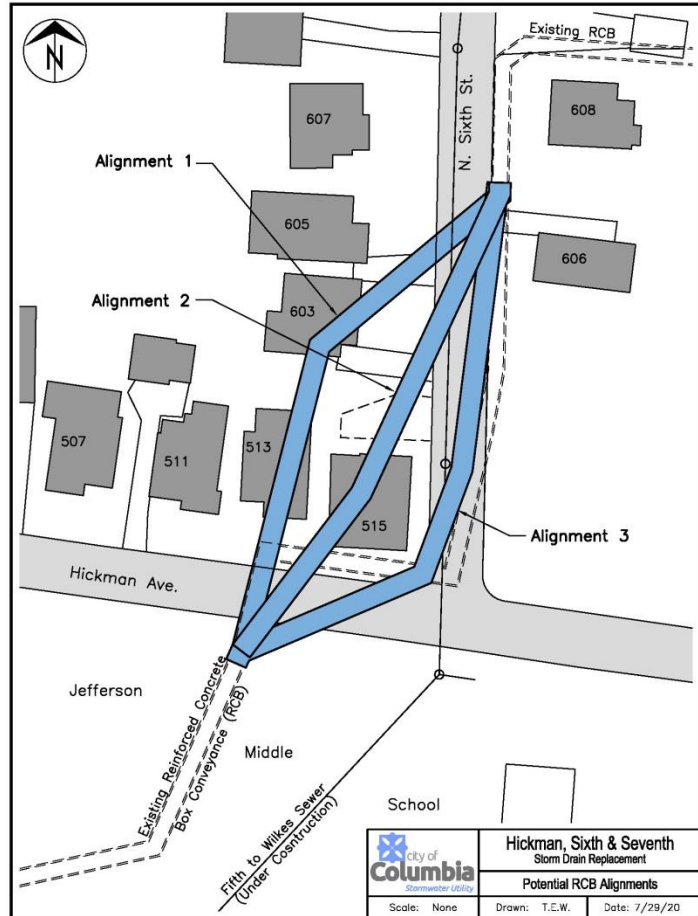 N
Existing RCB
607
N. Sixth St.
608
Alignment 1
605
606
603
Alignment 2
507
511
513
515
Alignment 3
Hickman Ave.
Jefferson
Existing Reinforced Concrete
Box Conveyance (RCB)
Middle
School
Fifth to Wilkes Sewer
(Under Cosntruction)
city of
Columbia
Stormwater Utility
Hickman, Sixth & Seventh
Storm Drain Replacement
Potential RCB Alignments
Scale: None
Drawn: T.E.W.
Date: 7/29/20